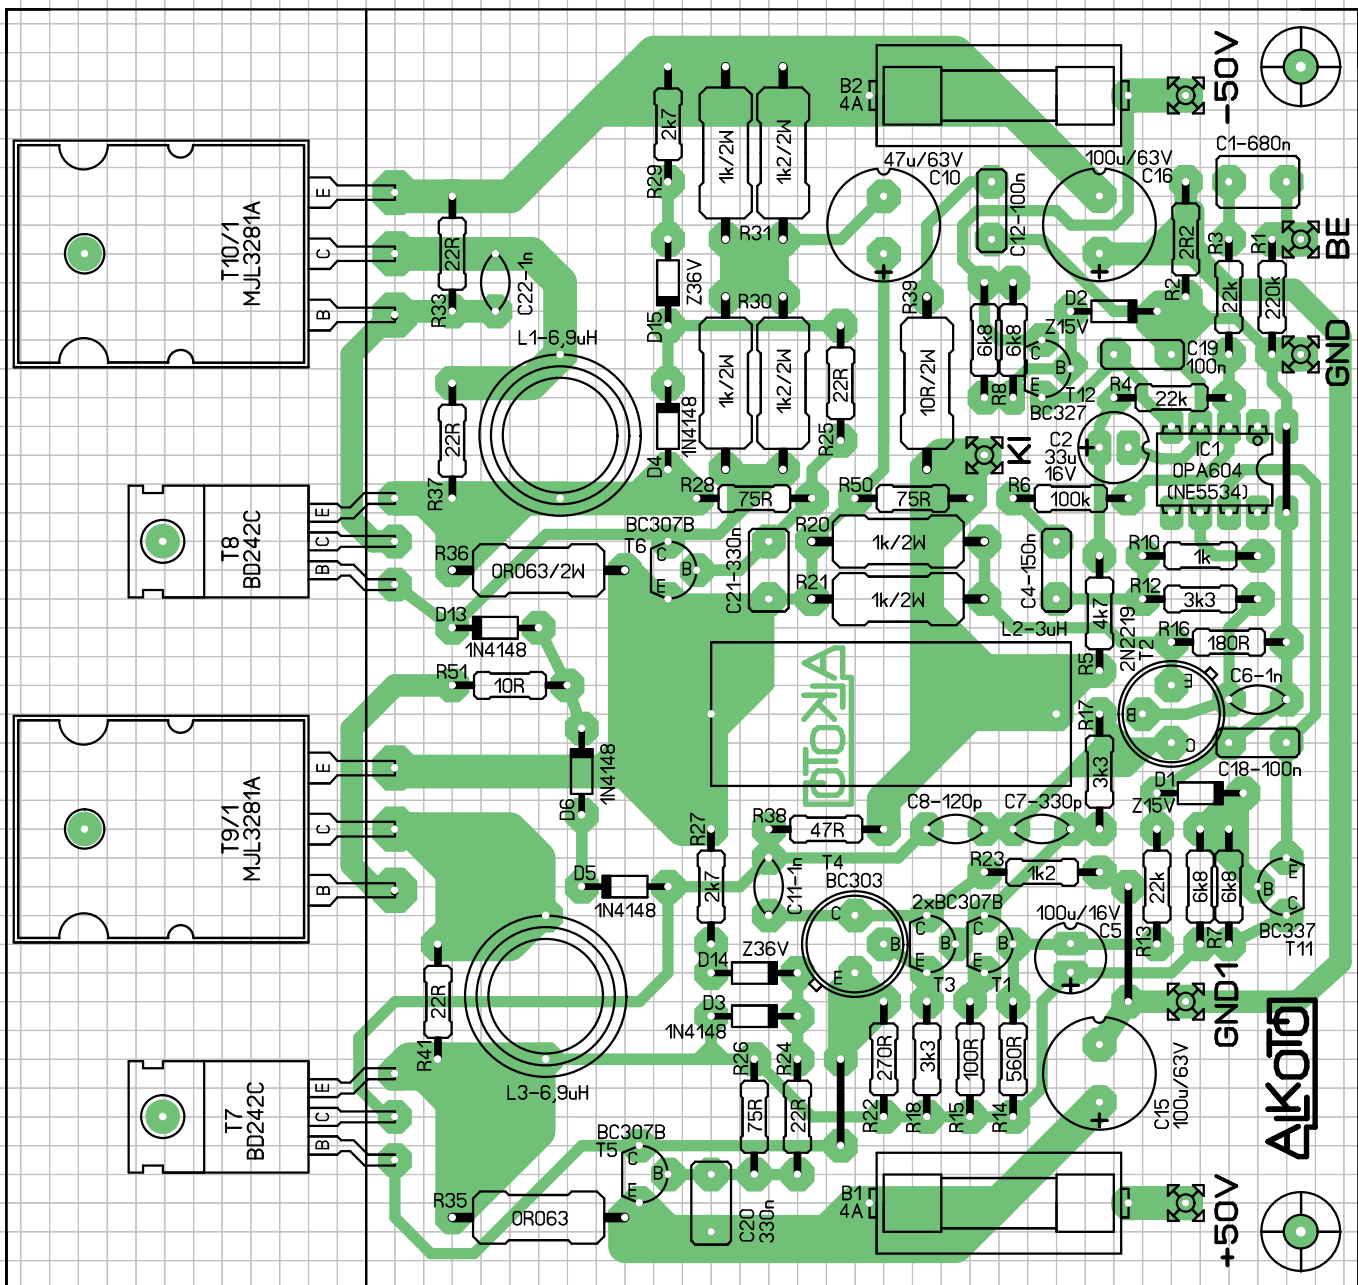 -50V
B2
4A
2k7
1k/2W
1k2/2W
R29
47u/63V
C10
100u/63V
C16
C1-680n
E
C
B
T10/1
MJL3281A
22R
R33
C22-1n
R31
Z36V
D15
R30
R39
C12-100n
2R2
R2
R3
R1
BE
22k
220k
GND
D2
Z15V
6k8
6k8
R8
C
B
E
T12
BC327
C19
100n
R4
22k
L1-6,9uH
22R
R37
1N4148
D4
1k/2W
1k2/2W
22R
R25
10R/2W
KI
C2
33u
16V
IC1
OPA604
(NE5534)
R28
75R
R50
75R
R6
100k
E
C
B
T8
BD242C
BC307B
T6
C
B
E
C21-330n
R20
1k/2W
R21
1k/2W
C4-150n
R10
1k
R12
3k3
R36
0R063/2W
D13
1N4148
R51
10R
L2-3uH
4k7
R5
2N2219
T2
R16
180R
E
B
C
C6-1n
C18-100n
ALKOTÓ
E
C
B
T9/1
MJL3281A
1N4148
D6
R17
3k3
D1
Z15V
R27
2k7
R38
47R
C8-120p
C7-330p
T4
BC303
C
B
E
R23
1k2
22k
R13
6k8
6k8
R7
E
B
C
BC337
T11
D5
1N4148
C11-1n
2xBC307B
C
B
E
T3
C
E
T1
100u/16V
C5
D14
Z36V
D3
1N4148
22R
R41
GND1
R26
R24
270R
R22
3k3
R18
100R
R15
560R
R14
C15
100u/63V
ALKOTÓ
L3-6,9uH
E
C
B
T7
BD242C
75R
22R
BC307B
T5
C
B
E
R35
0R063
C20
330n
B1
4A
+50V